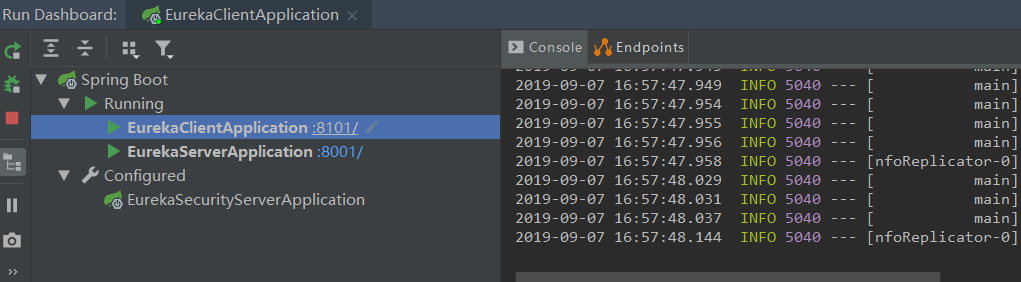 Run Dashboard: EurekaClientApplication
Console Endpoints
Spring Boot
Running
EurekaClientApplication :8101/
EurekaServerApplication :8001/
Configured
EurekaSecurityServerApplication
2019-09-07 16:57:47.949 INFO 5040 --- [ main]
2019-09-07 16:57:47.954 INFO 5040 --- [ main]
2019-09-07 16:57:47.955 INFO 5040 --- [ main]
2019-09-07 16:57:47.956 INFO 5040 --- [ main]
2019-09-07 16:57:47.958 INFO 5040 --- [nfoReplicator-0]
2019-09-07 16:57:48.029 INFO 5040 --- [ main]
2019-09-07 16:57:48.031 INFO 5040 --- [ main]
2019-09-07 16:57:48.037 INFO 5040 --- [ main]
2019-09-07 16:57:48.144 INFO 5040 --- [nfoReplicator-0]